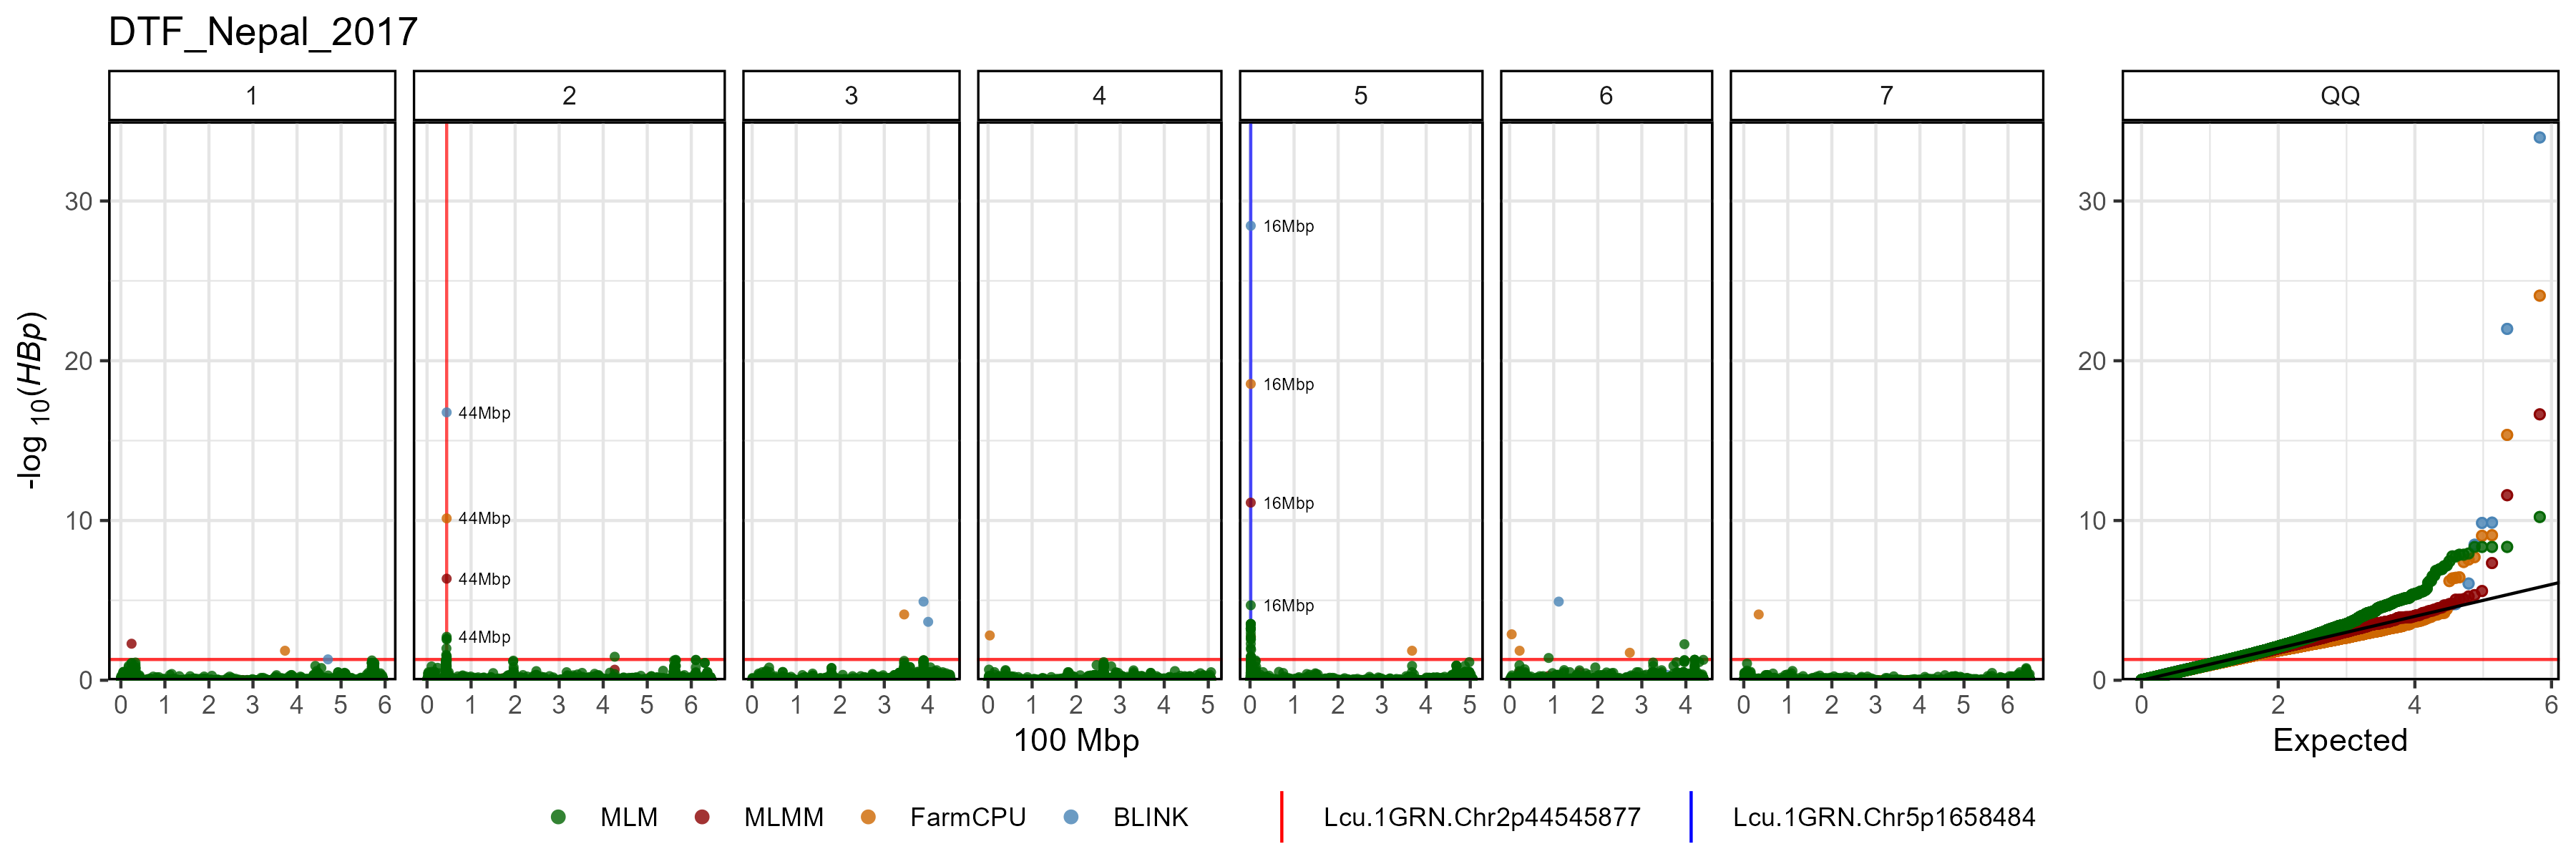 DTF_Nepal_2017
1 2 3 4 5 6 7 QQ
30 30
16Mbp
20 20
16Mbp
44Mbp
10 10
44Mbp
16Mbp
44Mbp
16Mbp
44Mbp
0 0
-log 10(HBp)
0 1 2 3 4 5 6 0 1 2 3 4 5 6 0 1 2 3 4 0 1 2 3 4 5 0 1 2 3 4 5 0 1 2 3 4 0 1 2 3 4 5 6 0 2 4 6
100 Mbp Expected
MLM MLMM FarmCPU BLINK Lcu.1GRN.Chr2p44545877 Lcu.1GRN.Chr5p1658484